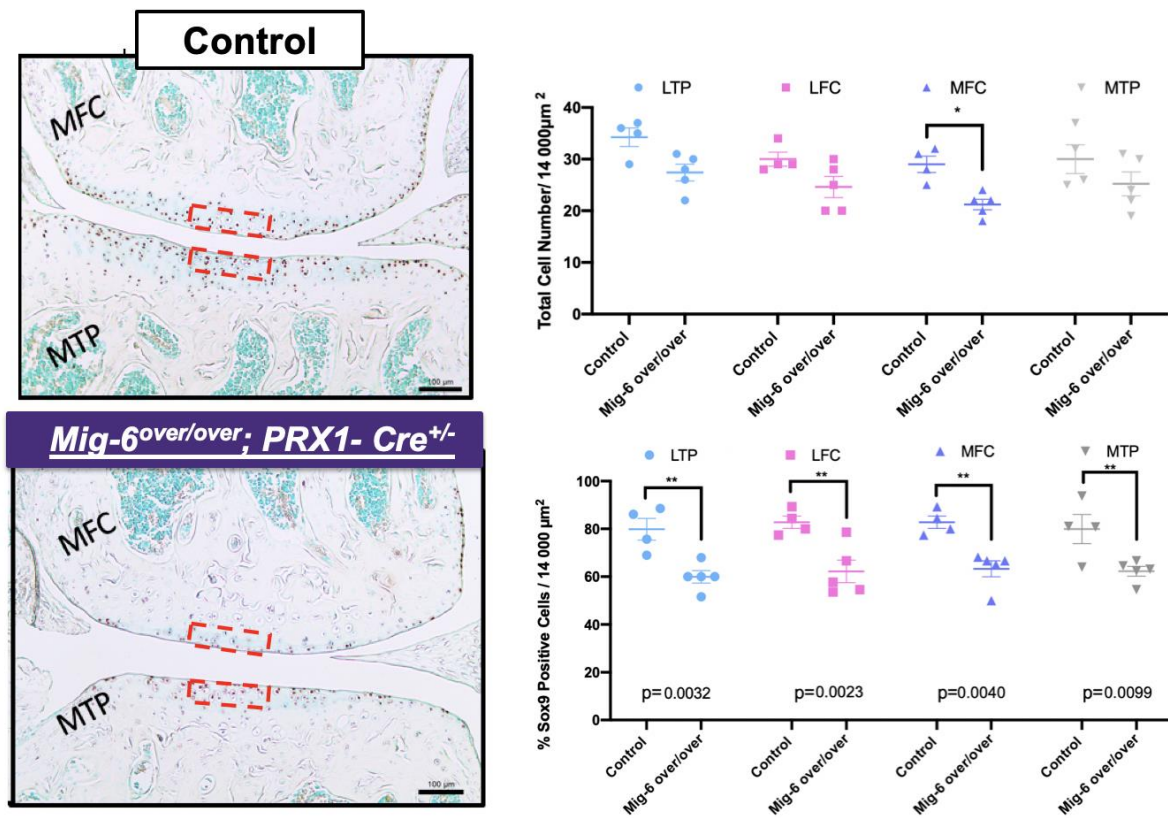 Control
MFC
MTP
100 µm
Mig-6over/over; PRX1- Cre+/-
MFC
MTP
100 µm
LTP
LFC
MFC
MTP
Total Cell Number/ 14 000µm2
40
30
20
10
0
*
Control
Mig-6 over/over
Control
Mig-6 over/over
Control
Mig-6 over/over
Control
Mig-6 over/over
LTP
LFC
MFC
MTP
% Sox9 Positive Cells / 14 000 µm2
100
80
60
40
20
0
**
**
**
**
p=0.0032
p=0.0023
p=0.0040
p=0.0099
Control
Mig-6 over/over
Control
Mig-6 over/over
Control
Mig-6 over/over
Control
Mig-6 over/over